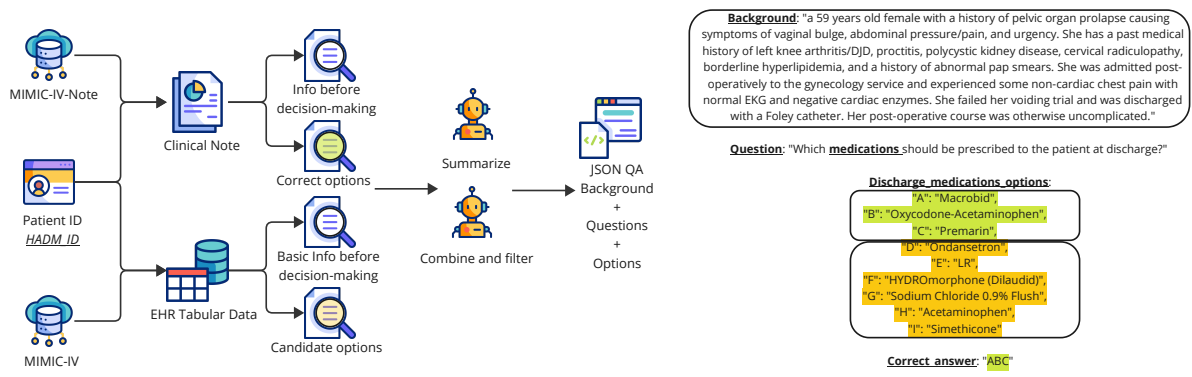 MIMIC-IV-Note
Patient ID
HADM_ID
MIMIC-IV
Clinical Note
EHR Tabular Data
Info before
decision-making
Correct options
Basic Info before
decision-making
Candidate options
Summarize
Combine and filter
JSON QA
Background
+
Questions
+
Options
Background: "a 59 years old female with a history of pelvic organ prolapse causing
symptoms of vaginal bulge, abdominal pressure/pain, and urgency. She has a past medical
history of left knee arthritis/DJD, proctitis, polycystic kidney disease, cervical radiculopathy,
borderline hyperlipidemia, and a history of abnormal pap smears. She was admitted post-
operatively to the gynecology service and experienced some non-cardiac chest pain with
normal EKG and negative cardiac enzymes. She failed her voiding trial and was discharged
with a Foley catheter. Her post-operative course was otherwise uncomplicated."
Question: "Which medications should be prescribed to the patient at discharge?"
Discharge_medications_options:
"A": "Macrobid",
"B": "Oxycodone-Acetaminophen",
"C": "Premarin",
"D": "Ondansetron",
"E": "LR",
"F": "HYDROmorphone (Dilaudid)",
"G": "Sodium Chloride 0.9% Flush",
"H": "Acetaminophen",
"I": "Simethicone"
Correct_answer: "ABC"